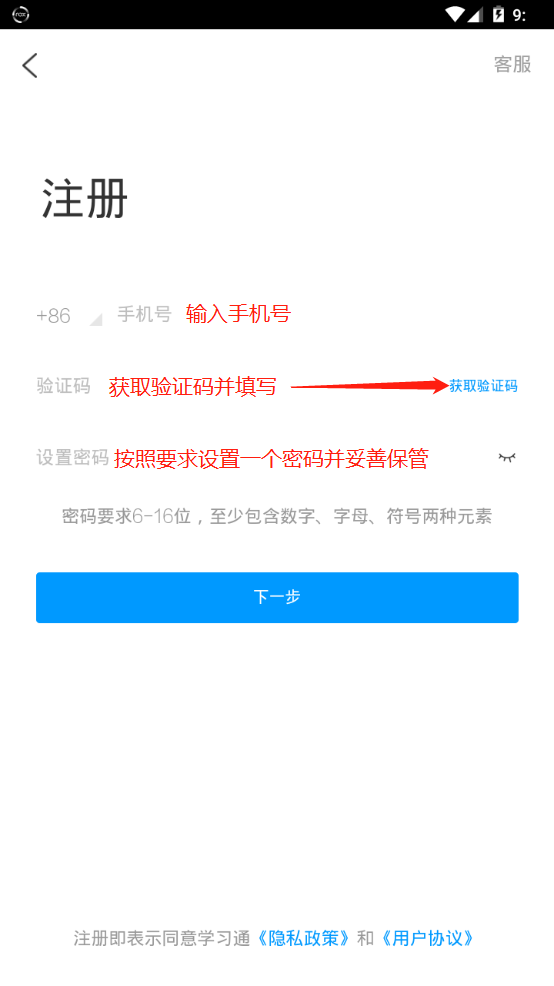 9:
客服
注册
+86 手机号 输入手机号
验证码 获取验证码并填写 获取验证码
设置密码 按照要求设置一个密码并妥善保管
密码要求6-16位，至少包含数字、字母、符号两种元素
下一步
注册即表示同意学习通《隐私政策》和《用户协议》